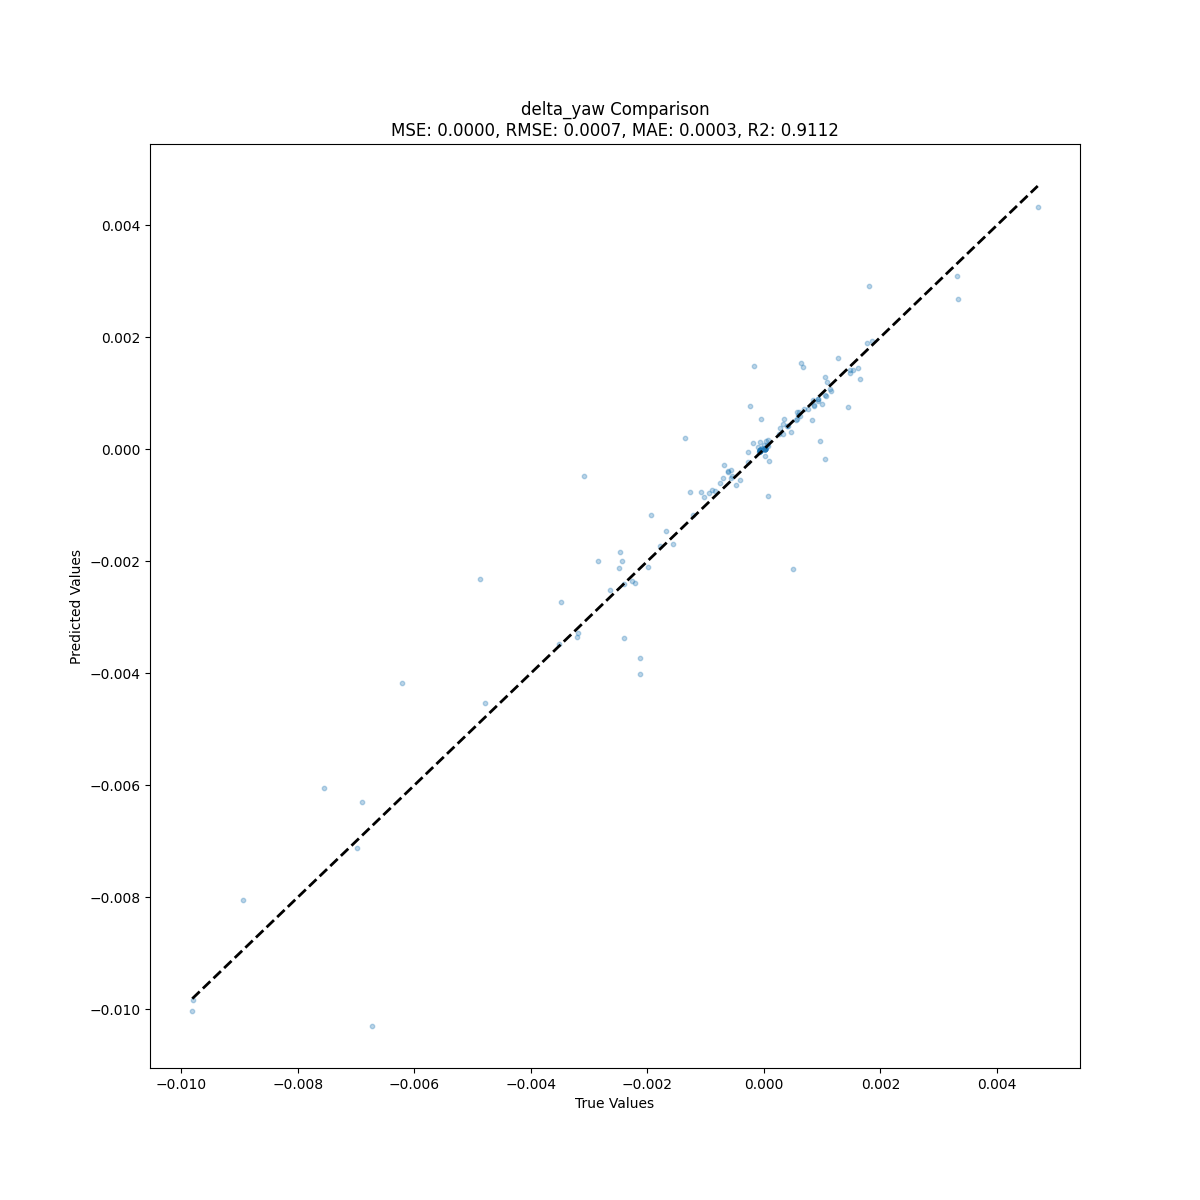 delta_yaw Comparison
MSE: 0.0000, RMSE: 0.0007, MAE: 0.0003, R2: 0.9112
0.004
0.002
0.000
−0.002
−0.004
−0.006
−0.008
−0.010
Predicted Values
−0.010 −0.008 −0.006 −0.004 −0.002 0.000 0.002 0.004
True Values